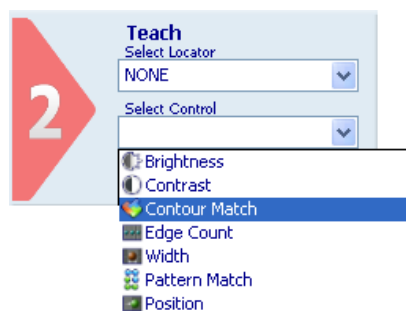 2
Teach
Select Locator
NONE
Select Control
Brightness
Contrast
Contour Match
Edge Count
Width
Pattern Match
Position